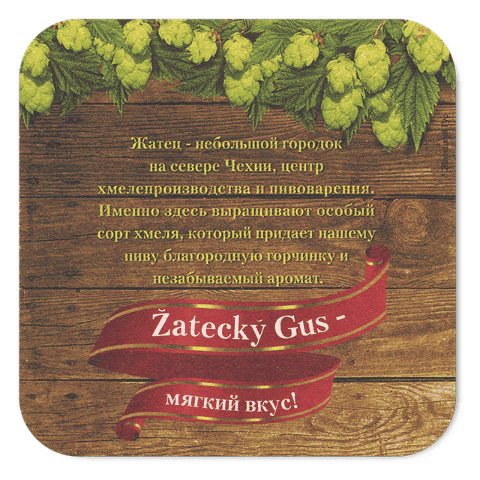 Жатец - небольшой городок
на севере Чехии, центр
хмелепроизводства и пивоварения.
Именно здесь выращивают особый
сорт хмеля, который придает нашему
пиву благородную горчинку и
незабываемый аромат.
Žatecký Gus -
мягкий вкус!